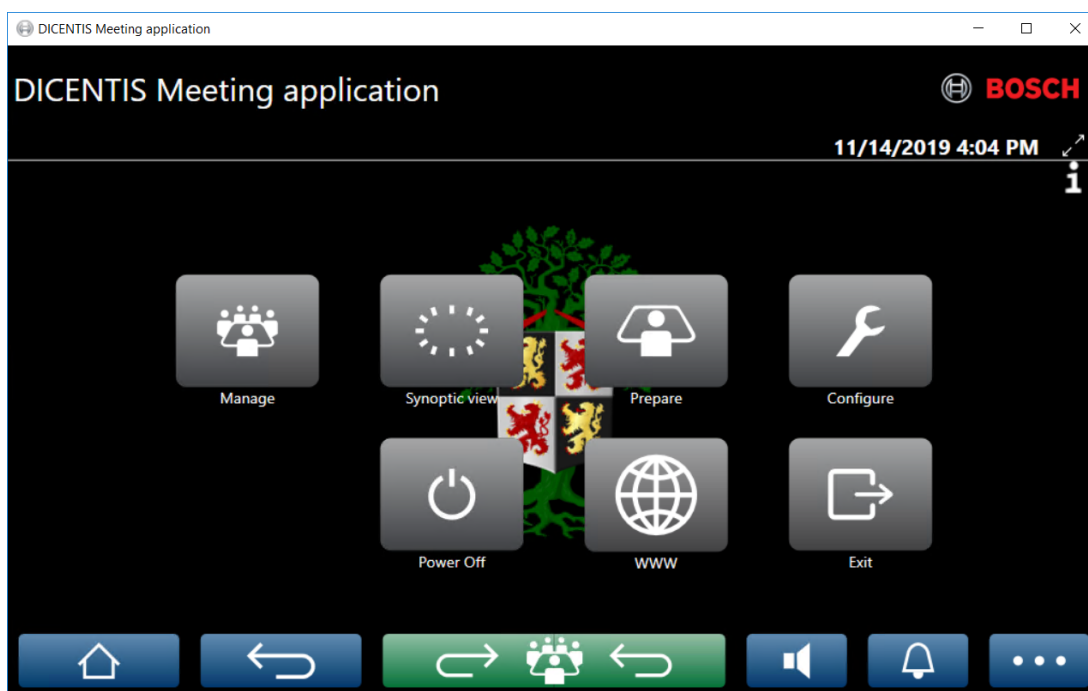 DICENTIS Meeting application
DICENTIS Meeting application
BOSCH
11/14/2019 4:04 PM
i
Manage
Synoptic view
Prepare
Configure
Power Off
WWW
Exit